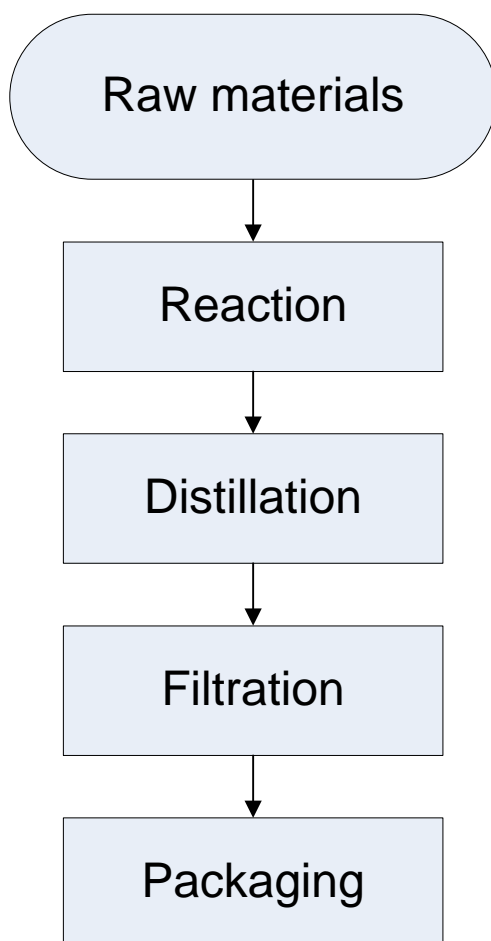 Raw materials
Reaction
Distillation
Filtration
Packaging